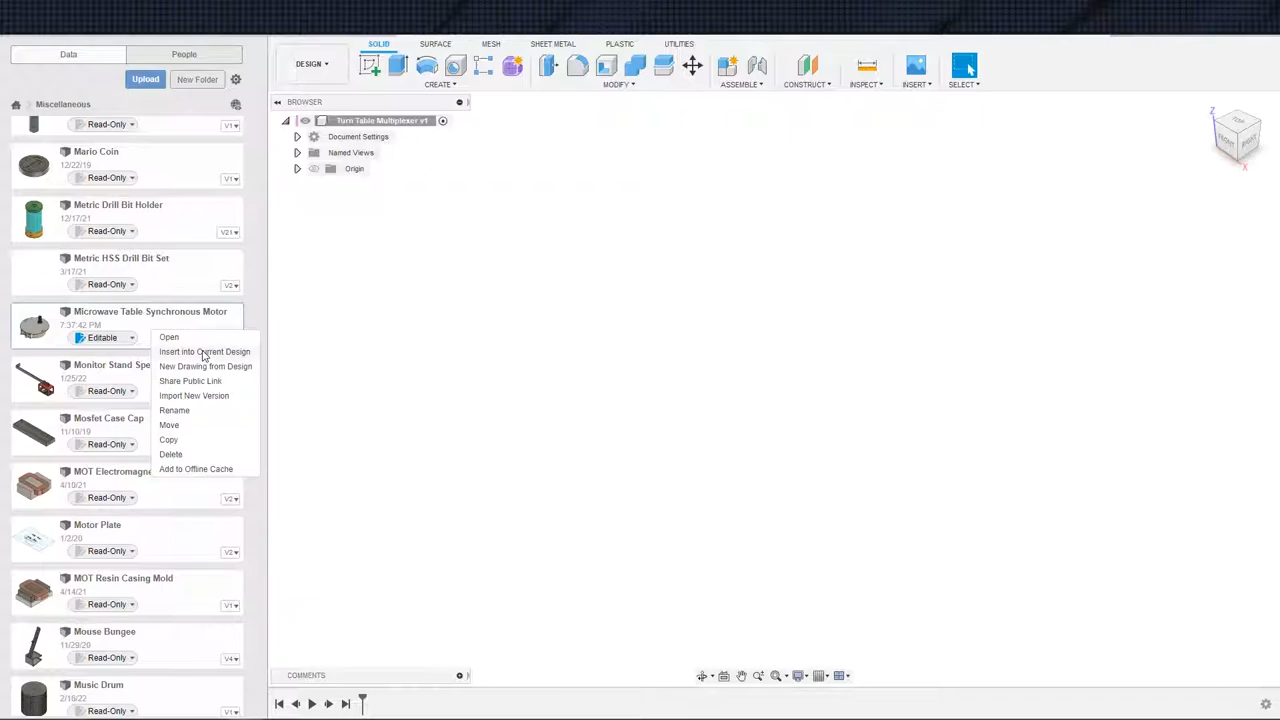 Data People
SOLID SURFACE MESH SHEET METAL PLASTIC UTILITIES
DESIGN ▾
Upload New Folder
CREATE ▾ MODIFY ▾ ASSEMBLE ▾ CONSTRUCT ▾ INSPECT ▾ INSERT ▾ SELECT ▾
Miscellaneous
BROWSER
Turn Table Multiplexer v1
Document Settings
Named Views
Origin
Read-Only
V1▾
Mario Coin
12/22/19
Read-Only
V1▾
Metric Drill Bit Holder
12/17/21
Read-Only
V21▾
Metric HSS Drill Bit Set
3/17/21
Read-Only
V2▾
Microwave Table Synchronous Motor
7:37:42 PM
Editable
Open
Insert into Current Design
New Drawing from Design
Share Public Link
Import New Version
Rename
Move
Copy
Delete
Add to Offline Cache
Monitor Stand Spe
1/25/22
Read-Only
Mosfet Case Cap
11/10/19
Read-Only
MOT Electromagne
4/10/21
Read-Only
V2▾
Motor Plate
1/2/20
Read-Only
V2▾
MOT Resin Casing Mold
4/14/21
Read-Only
V1▾
Mouse Bungee
11/29/20
Read-Only
V4▾
Music Drum
2/16/22
Read-Only
V1▾
Z
TOP
FRONT
RIGHT
X
COMMENTS